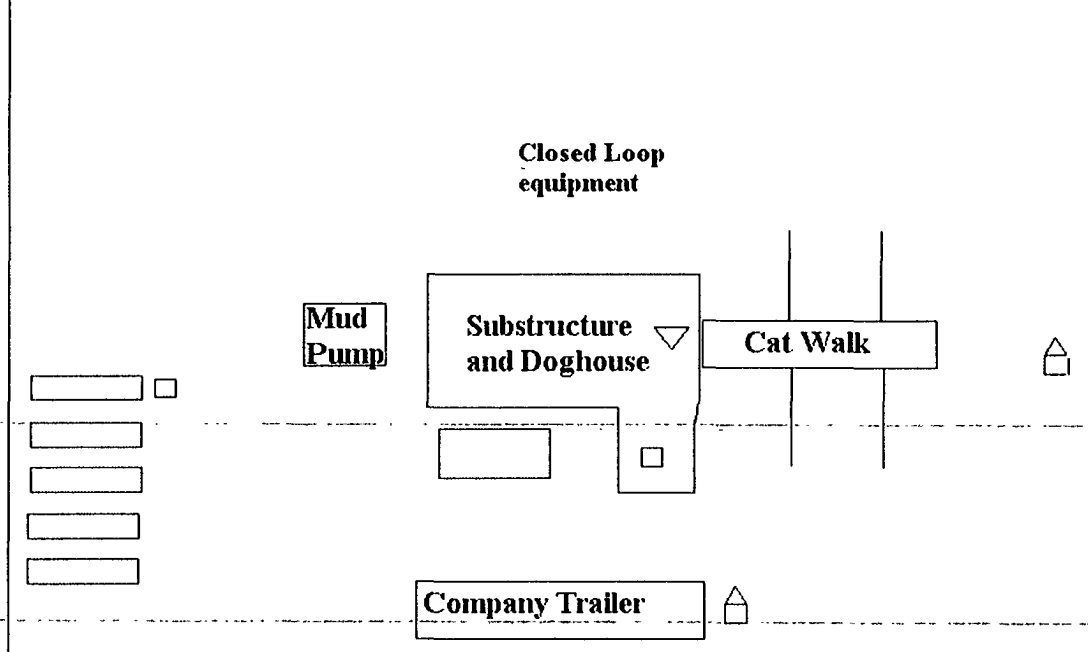 Closed Loop
equipment
Mud
Pump
Substructure
and Doghouse
Cat Walk
Company Trailer